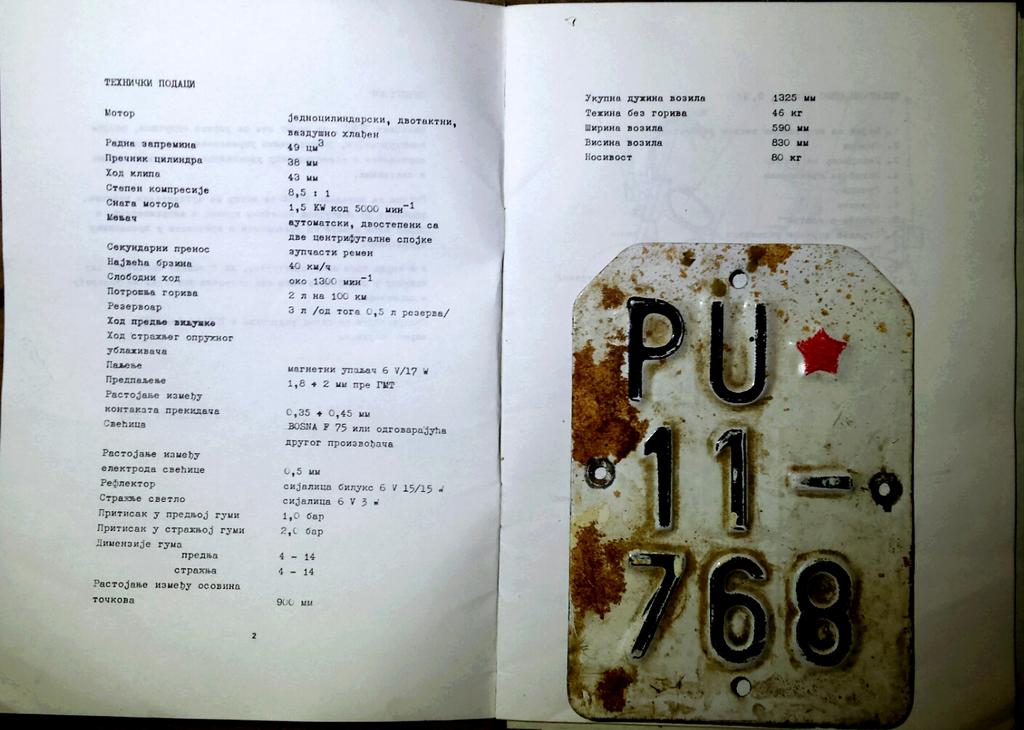 ТЕХНИЧКИ ПОДАЦИ
Мотор једноцилиндарски, двотактни,
ваздушно хлађен
Радна запремина 49 цм³
Пречник цилиндра 38 мм
Ход клипа 43 мм
Степен компресије 8,5 : 1
Снага мотора 1,5 KW код 5000 мин⁻¹
Мењач аутоматски, двостепени са
две центрифугалне спојке
Секундарни пренос зупчасти ремен
Највећа брзина 40 км/ч
Слободни ход око 1300 мин⁻¹
Потрошња горива 2 л на 100 км
Резервоар 3 л /од тога 0,5 л резерва/
Ход предње виљушке
Ход стражњег опружног
ублаживача
Паљење магнетни упаљач 6 V/17 W
Предпаљење 1,8 + 2 мм пре ГМТ
Растојање између
контаката прекидача 0,35 + 0,45 мм
Свећица BOSNA F 75 или одговарајућа
другог произвођача
Растојање између
електрода свећице 0,5 мм
Рефлектор сијалица билукс 6 V 15/15 W
Стражње светло сијалица 6 V 3 W
Притисак у предњој гуми 1,0 бар
Притисак у стражњој гуми 2,0 бар
Димензије гума
предња 4 - 14
стражња 4 - 14
Растојање између осовина
точкова 900 мм
2
Укупна дужина возила 1325 мм
Тежина без горива 46 кг
Ширина возила 590 мм
Висина возила 830 мм
Носивост 80 кг
PU
11-
768